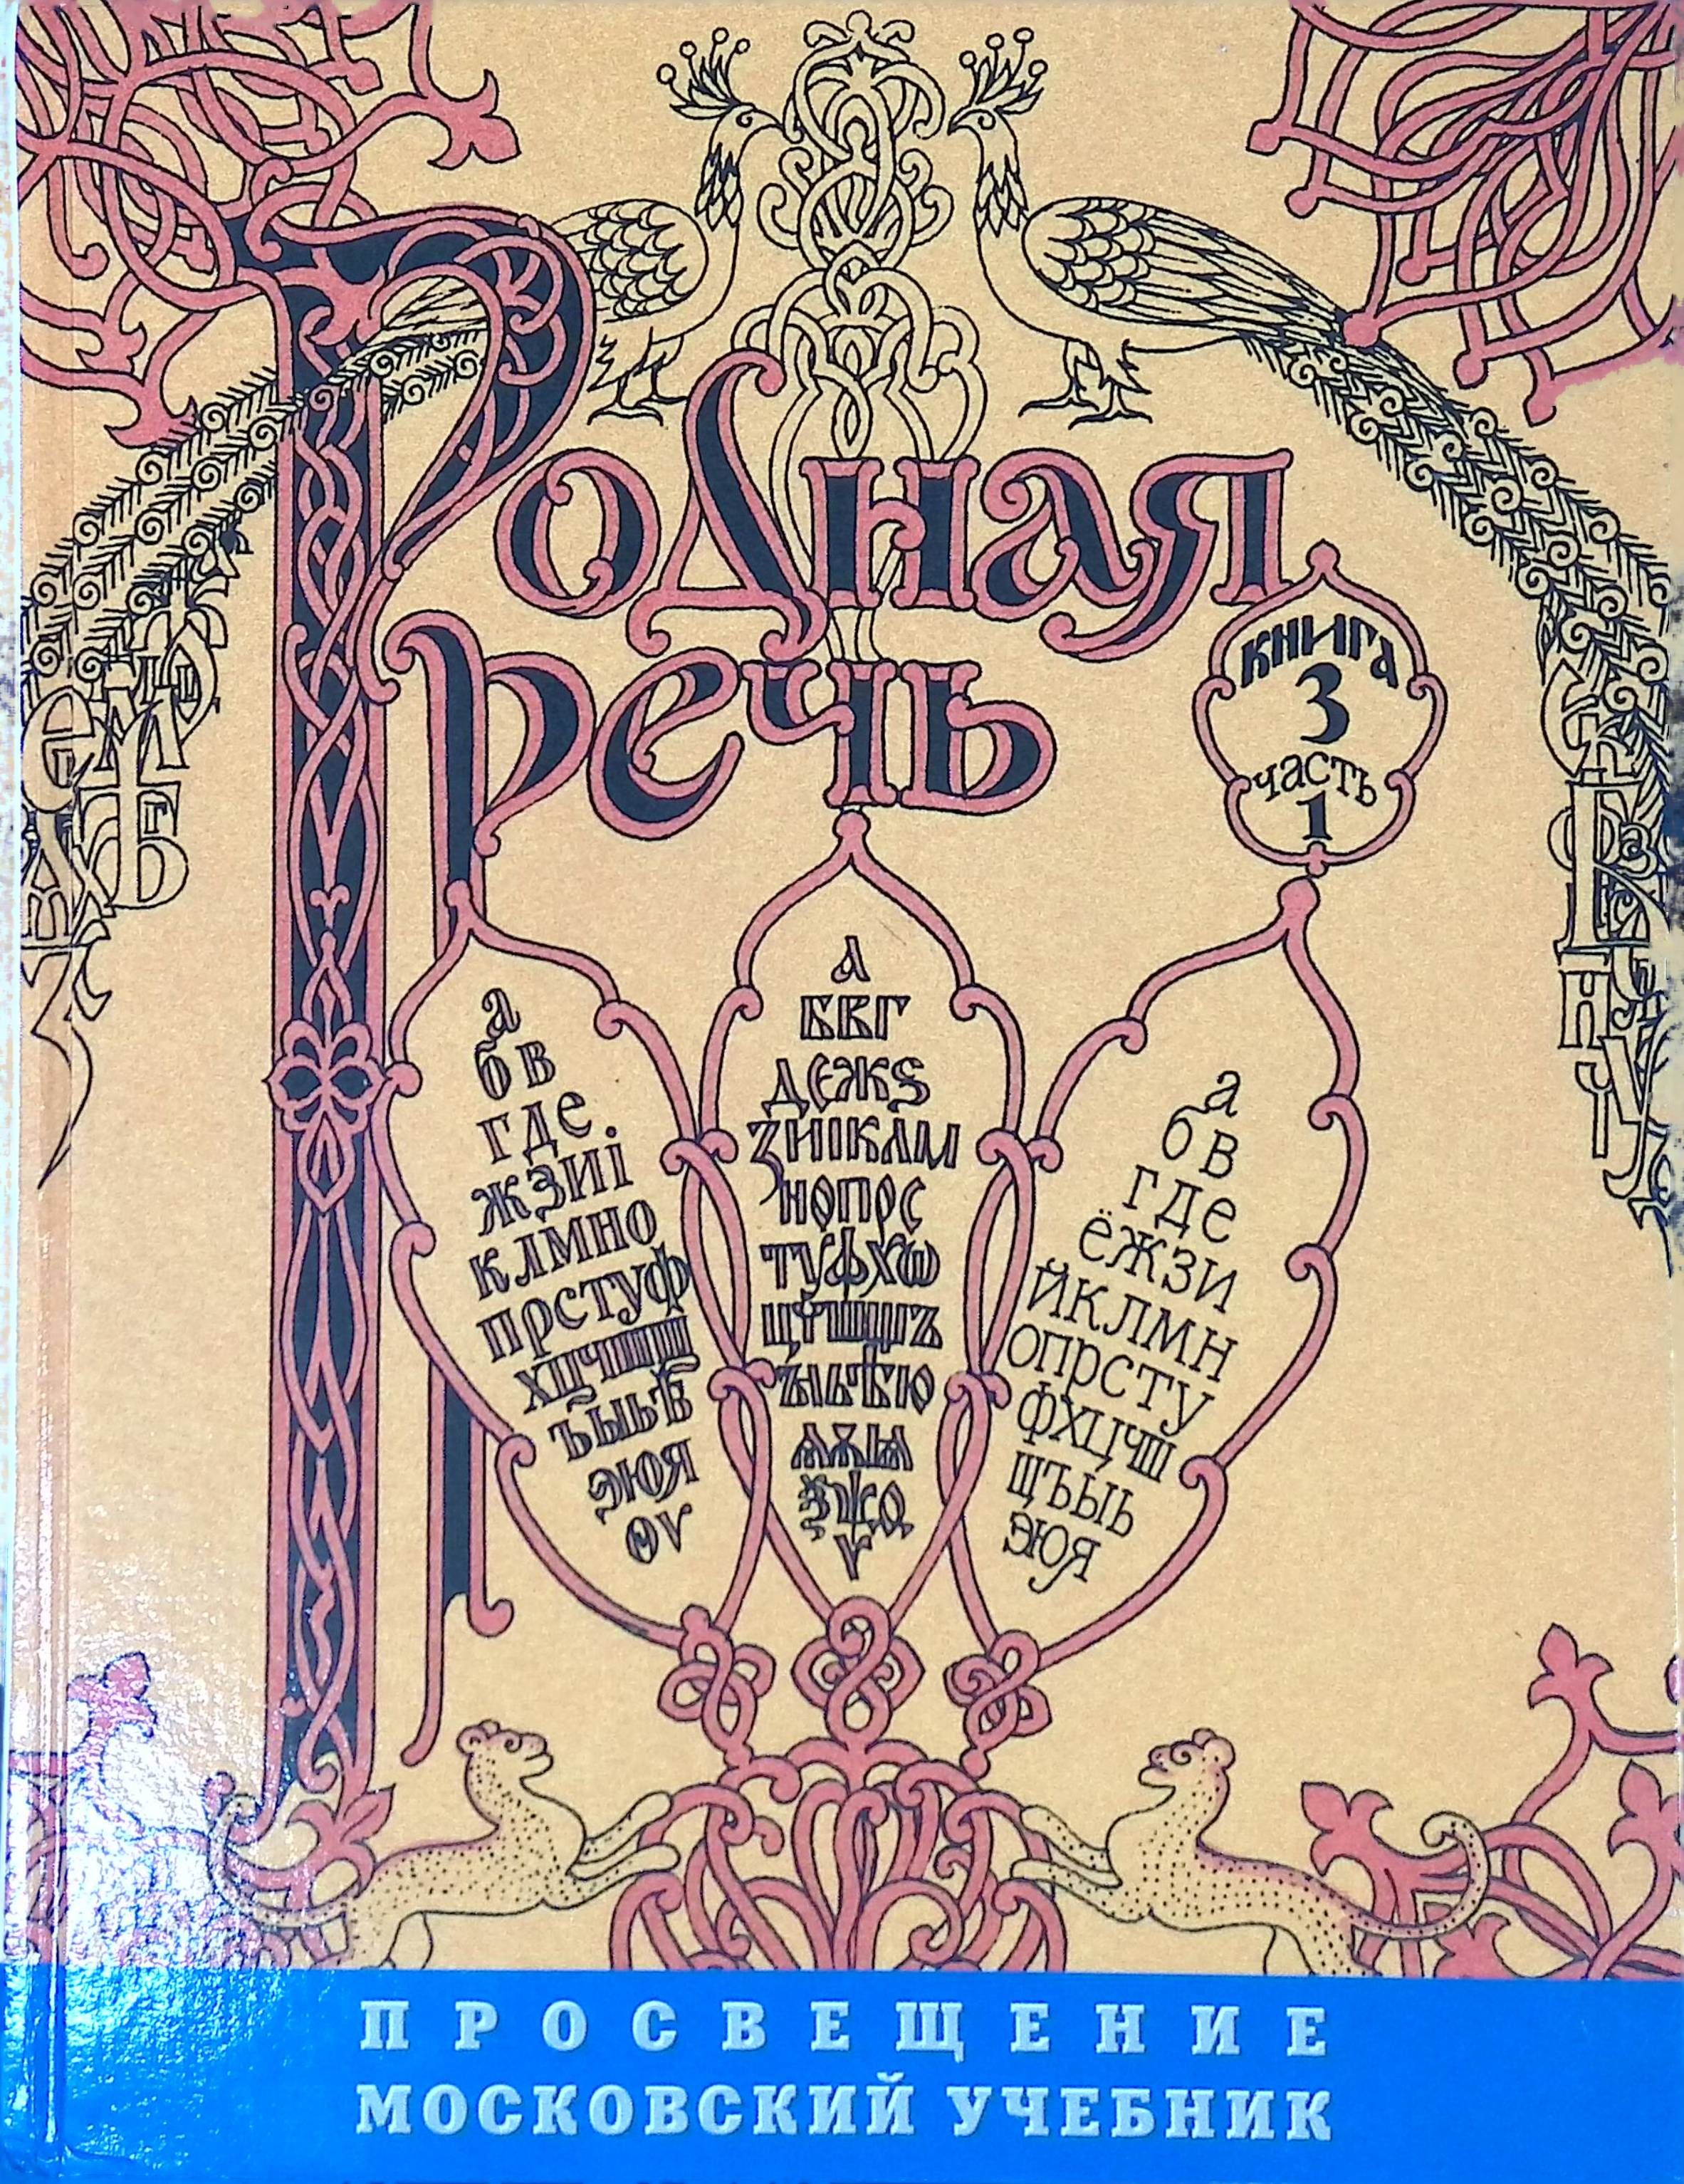 Родная
речь
книга
3
часть
1
а
б в
г д е
ж з и і
к л м н о
п р с т у ф
х ц ч ш щ
ъ ы ь ѣ
э ю я
ѳ ѵ
а
б в г
д е ж ѕ
з и і к л м
н о п р с
т у ф х ѡ
ц ч ш щ ъ
ы ь ѣ ю
ѧ ѫ ꙗ
ѯ ѱ ѳ
ѵ
а
б в
г д е
ё ж з и
й к л м н
о п р с т у
ф х ц ч ш
щ ъ ы ь
э ю я
ПРОСВЕЩЕНИЕ
МОСКОВСКИЙ УЧЕБНИК